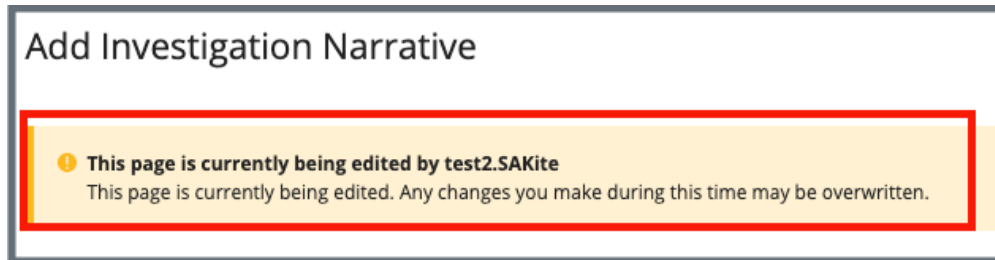 Add Investigation Narrative
This page is currently being edited by test2.SAKite
This page is currently being edited. Any changes you make during this time may be overwritten.